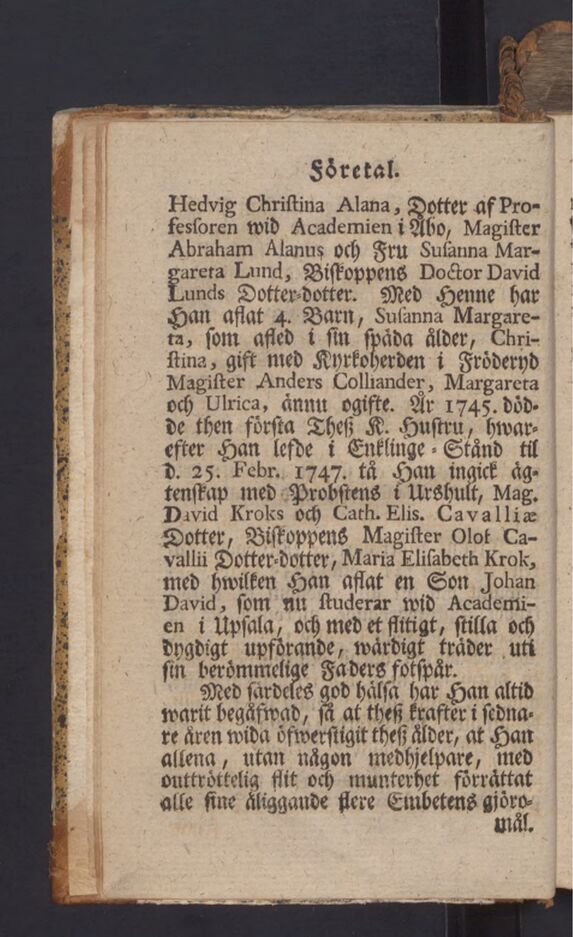 Företal.
Hedvig Christina Alana, Dotter af Pro-
fessoren wid Academien i Åbo, Magister
Abraham Alanus och Fru Susanna Mar-
gareta Lund, Biskoppens Doctor David
Lunds Dotter-dotter. Med Henne har
Han aflat 4. Barn, Susanna Margare-
ta, som afled i sin späda ålder, Chri-
stina, gift med Kyrkoherden i Fröderyd
Magister Anders Colliander, Margareta
och Ulrica, ännu ogifte. År 1745. död-
de then första Theß K. Hustru, hwar-
efter Han lefde i Enklinge-Stånd til
d. 25. Febr. 1747. tå Han ingick äg-
tenskap med Probstens i Urshult, Mag.
David Kroks och Cath. Elis. Cavalliæ
Dotter, Biskoppens Magister Olof Ca-
vallii Dotter-dotter, Maria Elisabeth Krok,
med hwilken Han aflat en Son Johan
David, som nu studerar wid Academi-
en i Upsala, och med et flitigt, stilla och
dygdigt upförande, wärdigt träder uti
sin berömmelige Faders fotspår.
Med särdeles god hälsa har Han altid
warit begåfwad, så at theß krafter i sedna-
re åren wida öfwerstigit theß ålder, at Han
allena, utan någon medhjelpare, med
outtröttelig flit och munterhet förrättat
alle sine åliggande flere Embetens gjöro-
mål.